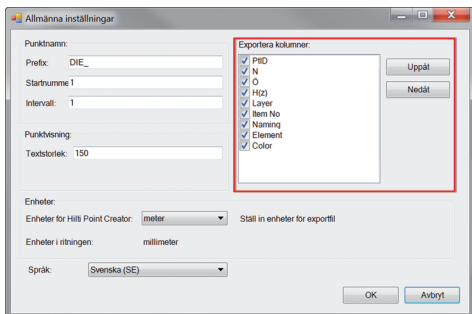 Allmänna inställningar
Punktnamn:
Prefix: DIE_
Startnumme 1
Intervall: 1
Punktvisning:
Textstorlek: 150
Exportera kolumner:
PtID
N
Ö
H(z)
Layer
Item No
Naming
Element
Color
Uppåt
Nedåt
Enheter:
Enheter för Hilti Point Creator: meter Ställ in enheter för exportfil
Enheter i ritningen: millimeter
Språk: Svenska (SE)
OK Avbryt